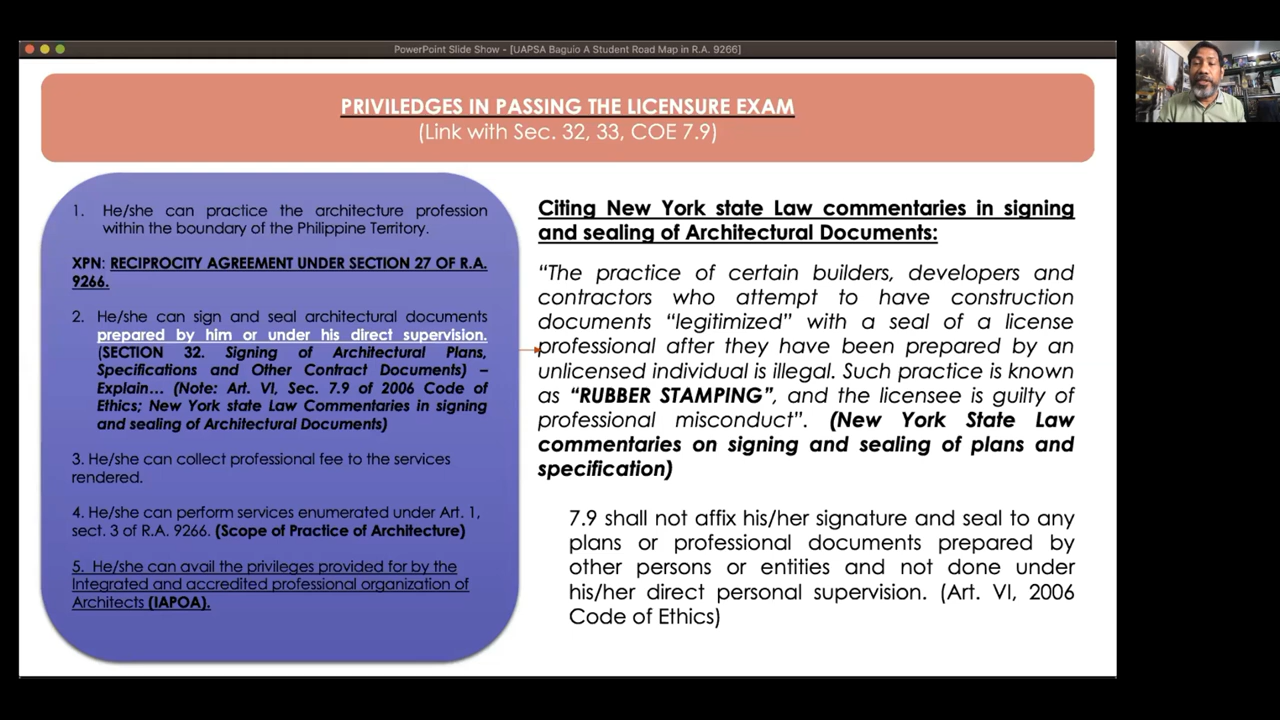 PowerPoint Slide Show - [UAPSA Baguio A Student Road Map in R.A. 9266]
PRIVILEDGES IN PASSING THE LICENSURE EXAM
(Link with Sec. 32, 33, COE 7.9)
1. He/she can practice the architecture profession
within the boundary of the Philippine Territory.
XPN: RECIPROCITY AGREEMENT UNDER SECTION 27 OF R.A.
9266.
2. He/she can sign and seal architectural documents
prepared by him or under his direct supervision.
(SECTION 32. Signing of Architectural Plans,
Specifications and Other Contract Documents) –
Explain... (Note: Art. VI, Sec. 7.9 of 2006 Code of
Ethics; New York state Law Commentaries in signing
and sealing of Architectural Documents)
3. He/she can collect professional fee to the services
rendered.
4. He/she can perform services enumerated under Art. 1,
sect. 3 of R.A. 9266. (Scope of Practice of Architecture)
5. He/she can avail the privileges provided for by the
Integrated and accredited professional organization of
Architects (IAPOA).
Citing New York state Law commentaries in signing
and sealing of Architectural Documents:
“The practice of certain builders, developers and
contractors who attempt to have construction
documents “legitimized” with a seal of a license
professional after they have been prepared by an
unlicensed individual is illegal. Such practice is known
as “RUBBER STAMPING”, and the licensee is guilty of
professional misconduct”. (New York State Law
commentaries on signing and sealing of plans and
specification)
7.9 shall not affix his/her signature and seal to any
plans or professional documents prepared by
other persons or entities and not done under
his/her direct personal supervision. (Art. VI, 2006
Code of Ethics)